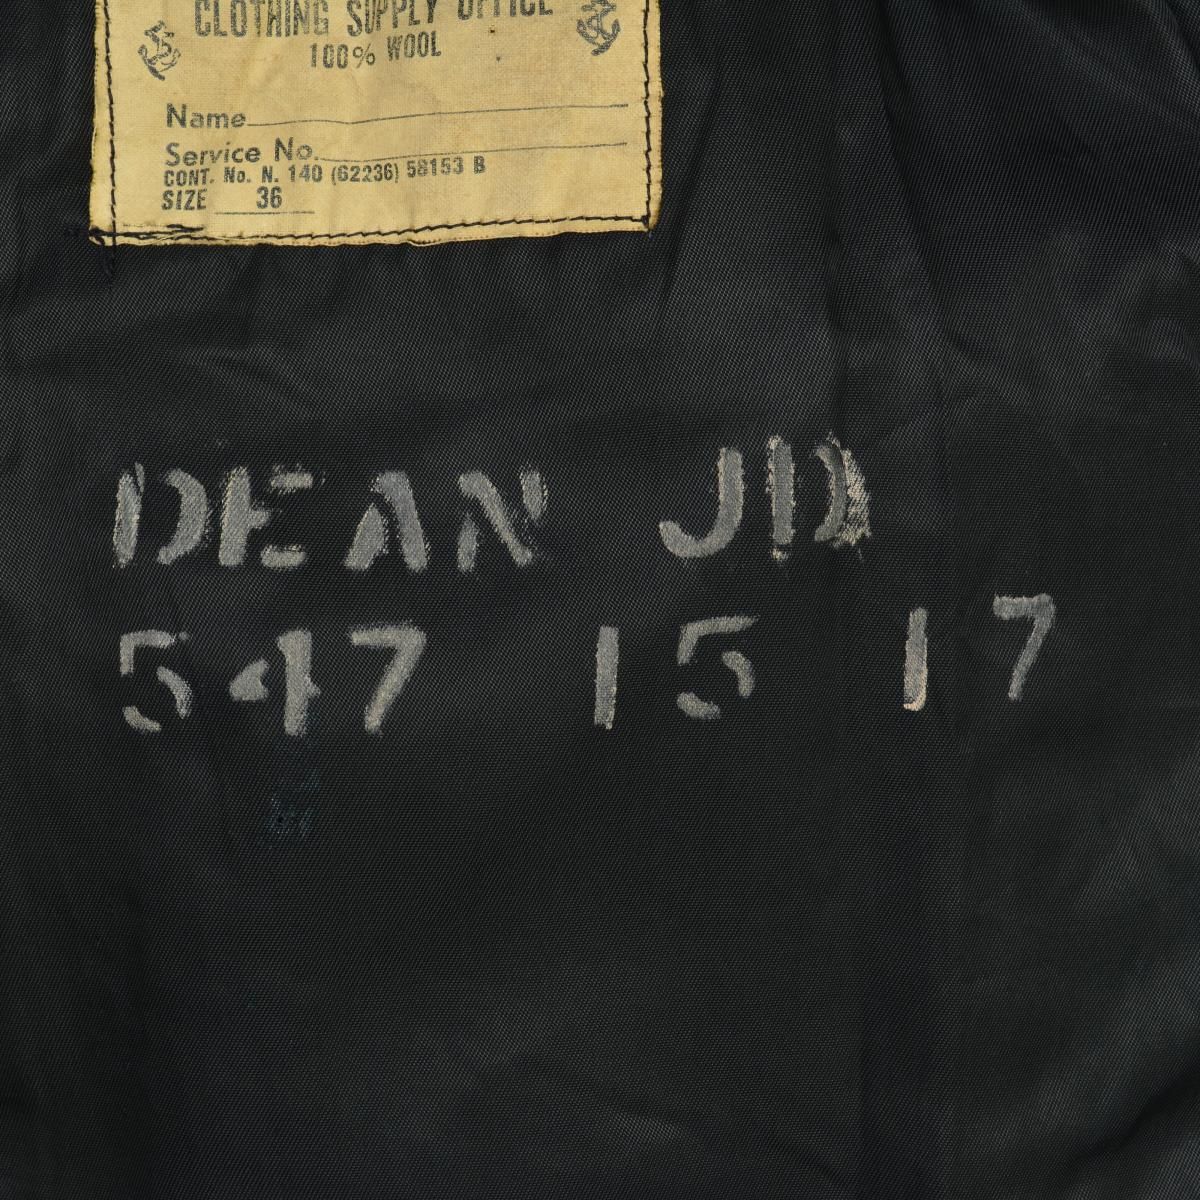 CLOTHING SUPPLY OFFICE
100% WOOL
Name
Service No.
CONT. No. N. 140 (62236) 58153 B
SIZE 36
DEAN JD
547 15 17